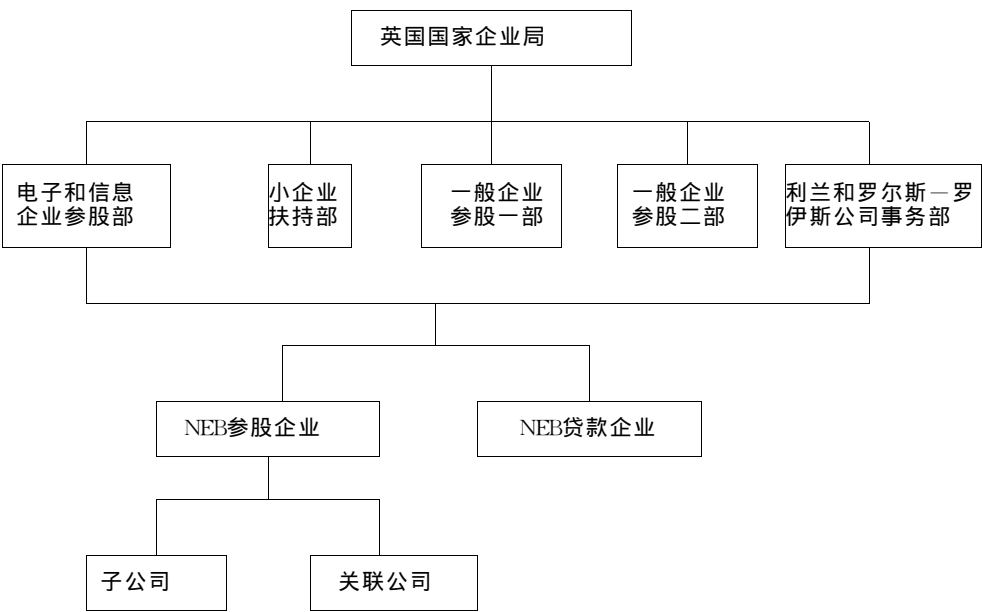 英国国家企业局
电子和信息
企业参股部
小企业
扶持部
一般企业
参股一部
一般企业
参股二部
利兰和罗尔斯—罗
伊斯公司事务部
NEB参股企业
NEB贷款企业
子公司
关联公司